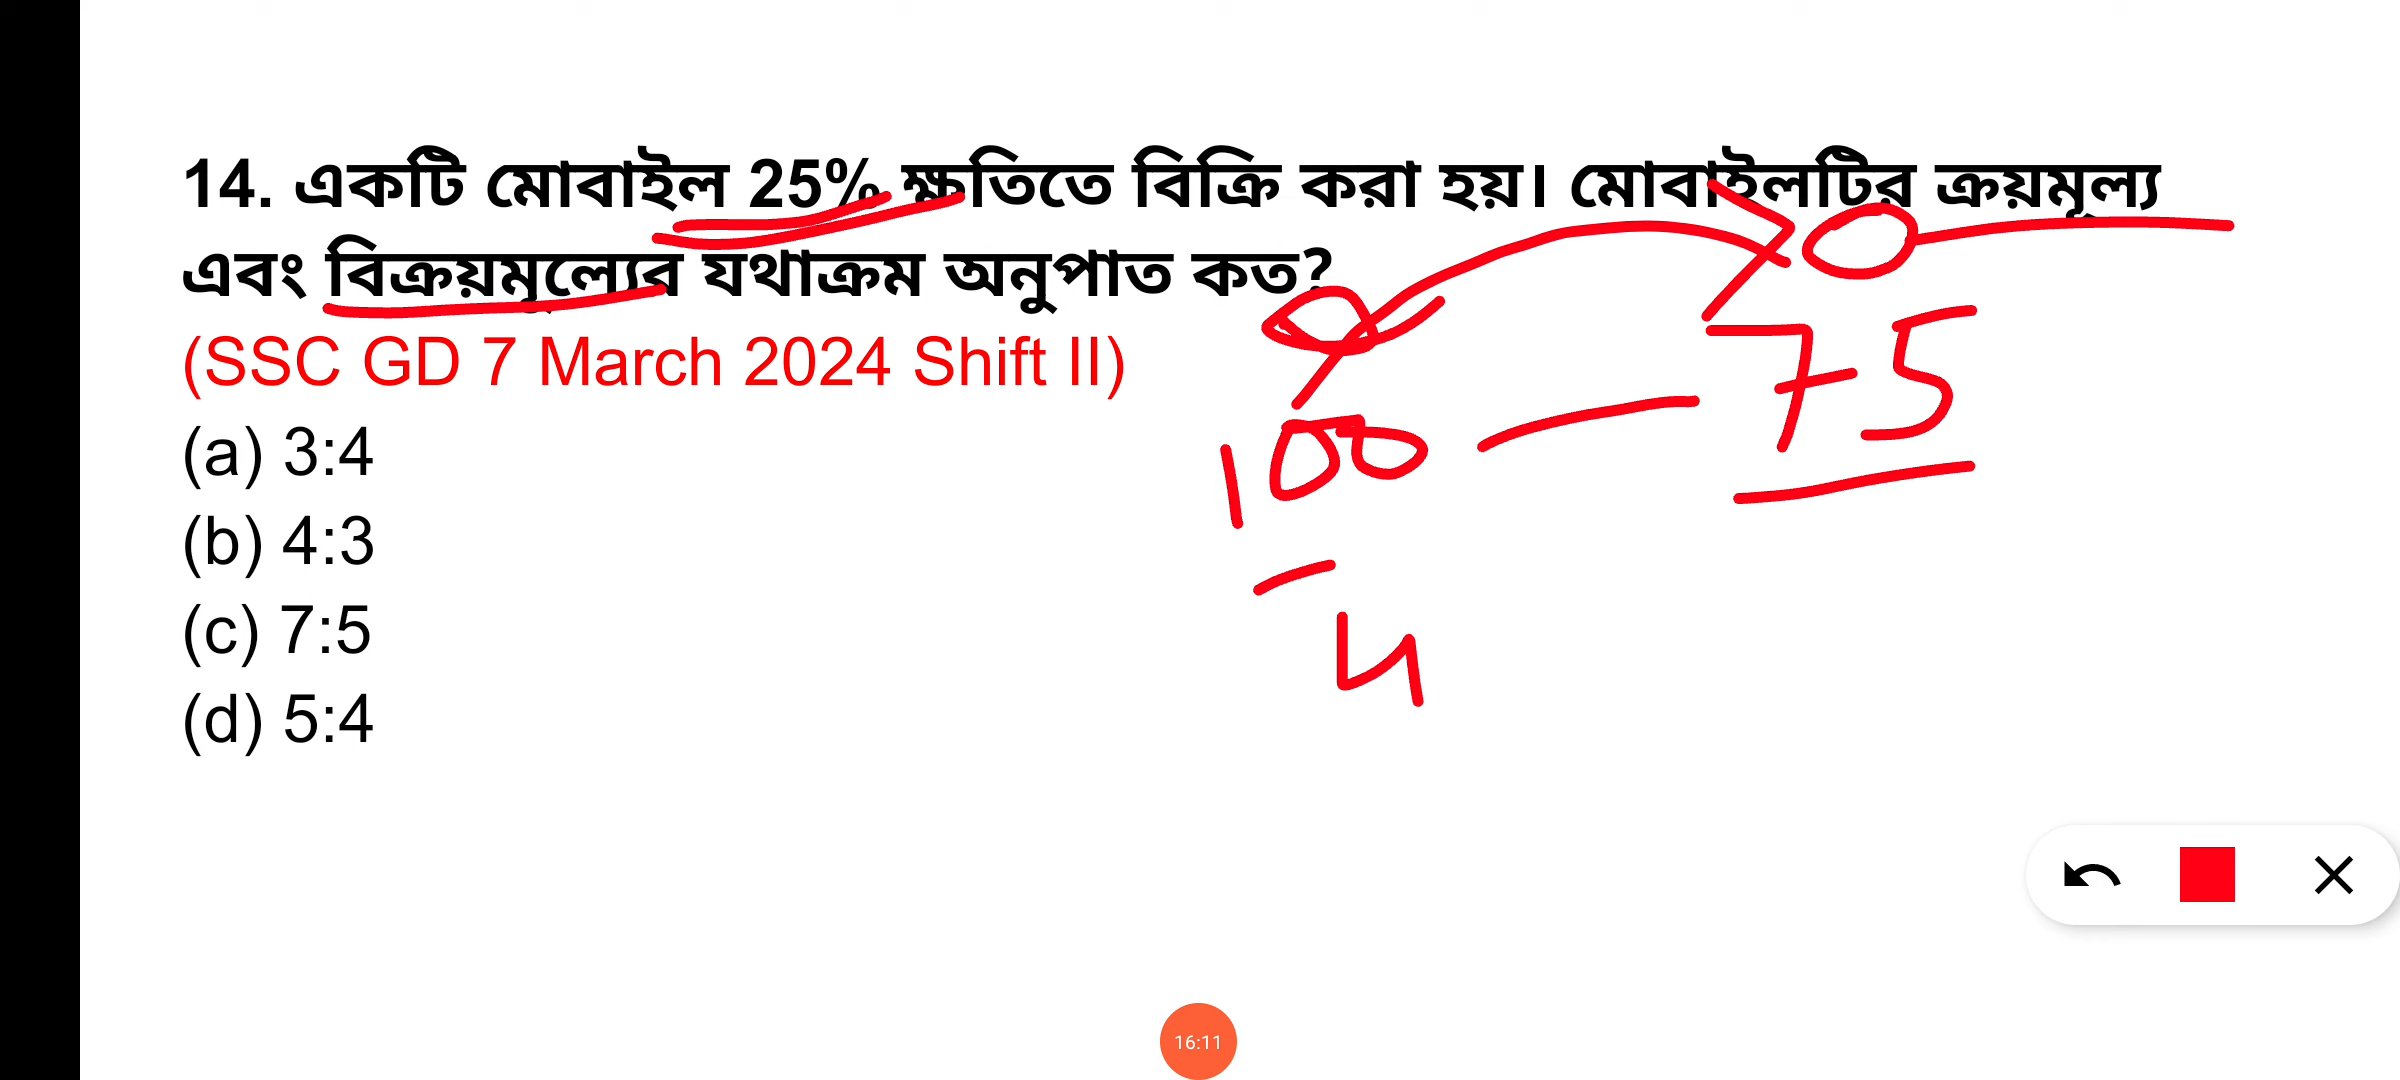 14. একটি মোবাইল 25% ক্ষতিতে বিক্রি করা হয়। মোবাইলটির ক্রয়মূল্য
এবং বিক্রয়মূল্যের যথাক্রম অনুপাত কত?
(SSC GD 7 March 2024 Shift II)
(a) 3:4
(b) 4:3
(c) 7:5
(d) 5:4
100 — 75
4
16:11